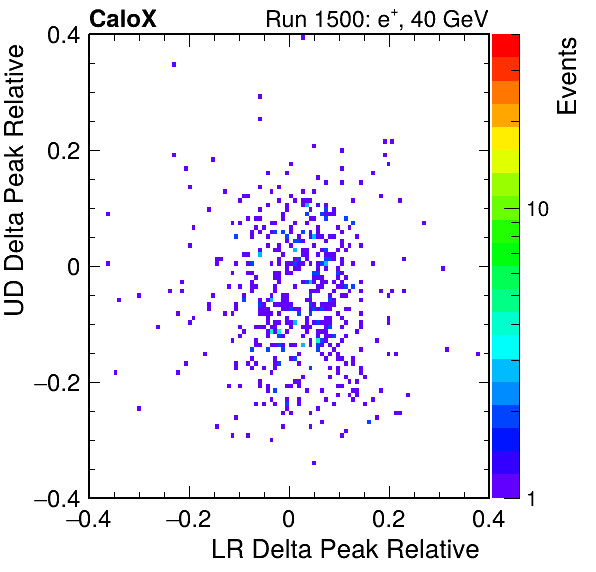 CaloX Run 1500: e⁺, 40 GeV
Events
UD Delta Peak Relative
0.4
0.2
0
−0.2
−0.4
10
1
−0.4 −0.2 0 0.2 0.4
LR Delta Peak Relative